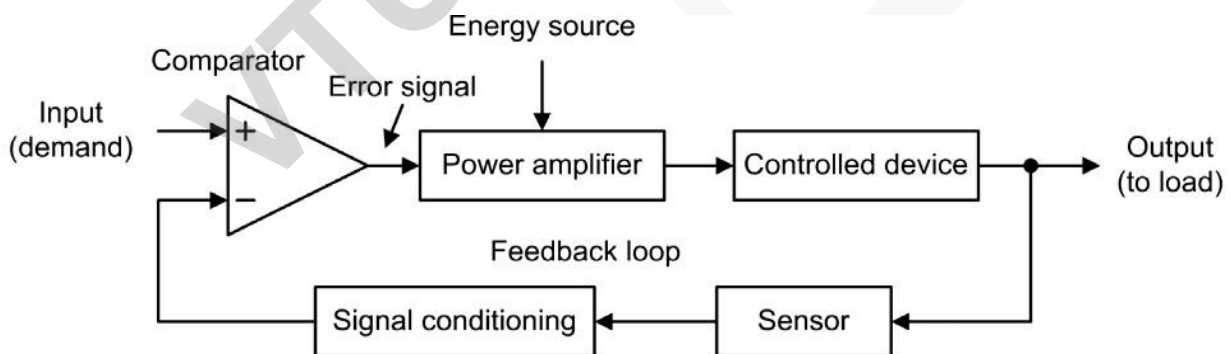 VTU
Energy source
Comparator
Error signal
Input
(demand)
+
Power amplifier
Controlled device
Output
(to load)
−
Feedback loop
Signal conditioning
Sensor